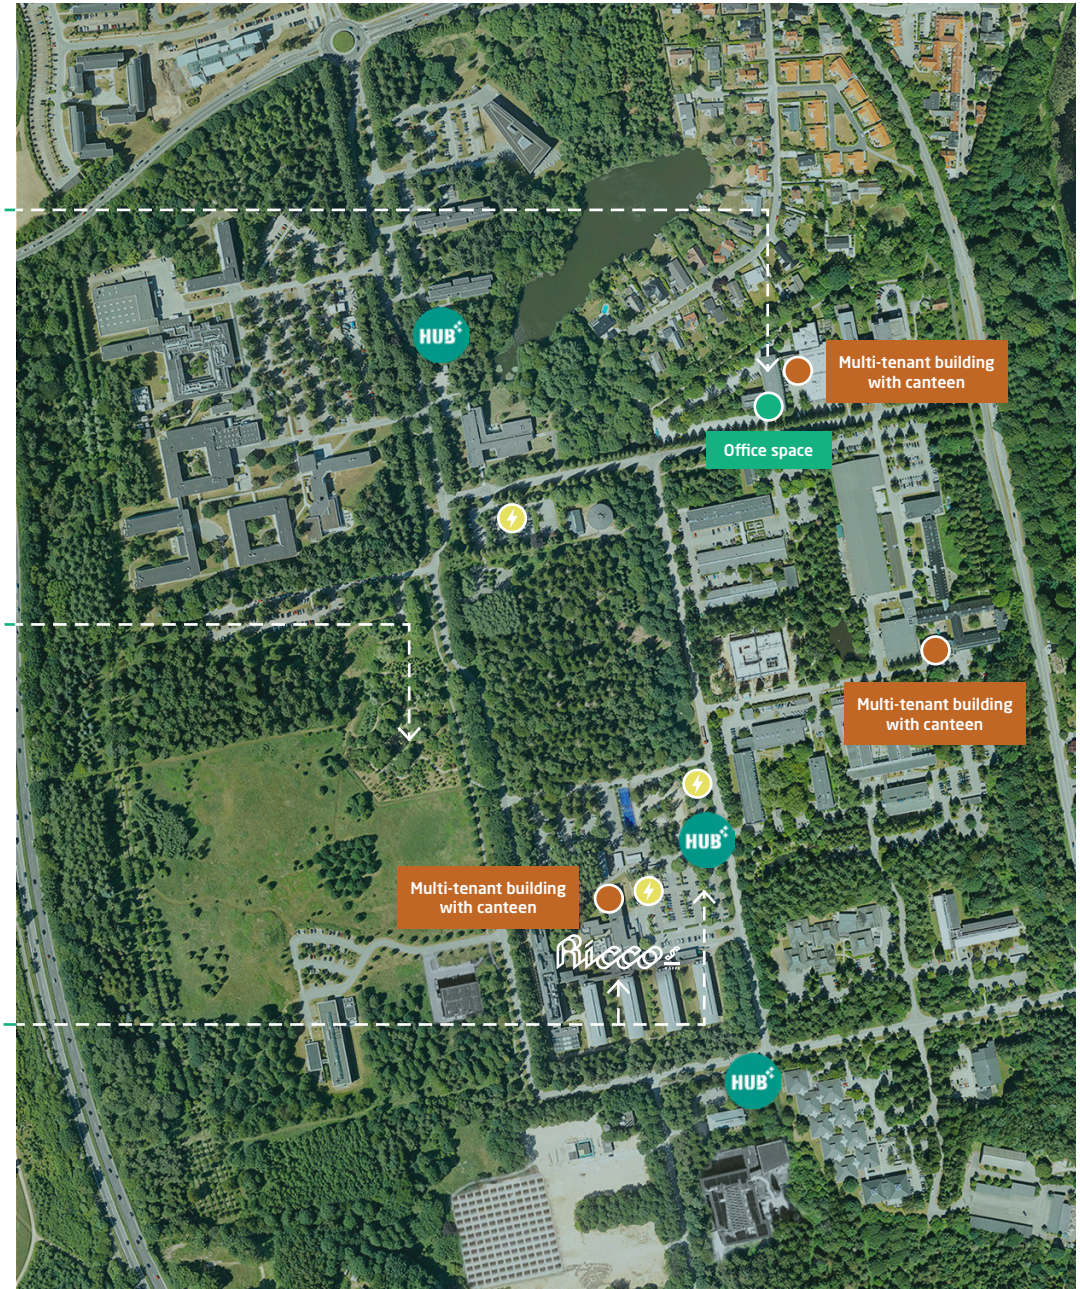 HUB
Multi-tenant building
with canteen
Office space
Multi-tenant building
with canteen
HUB
Multi-tenant building
with canteen
Ricco's
HUB